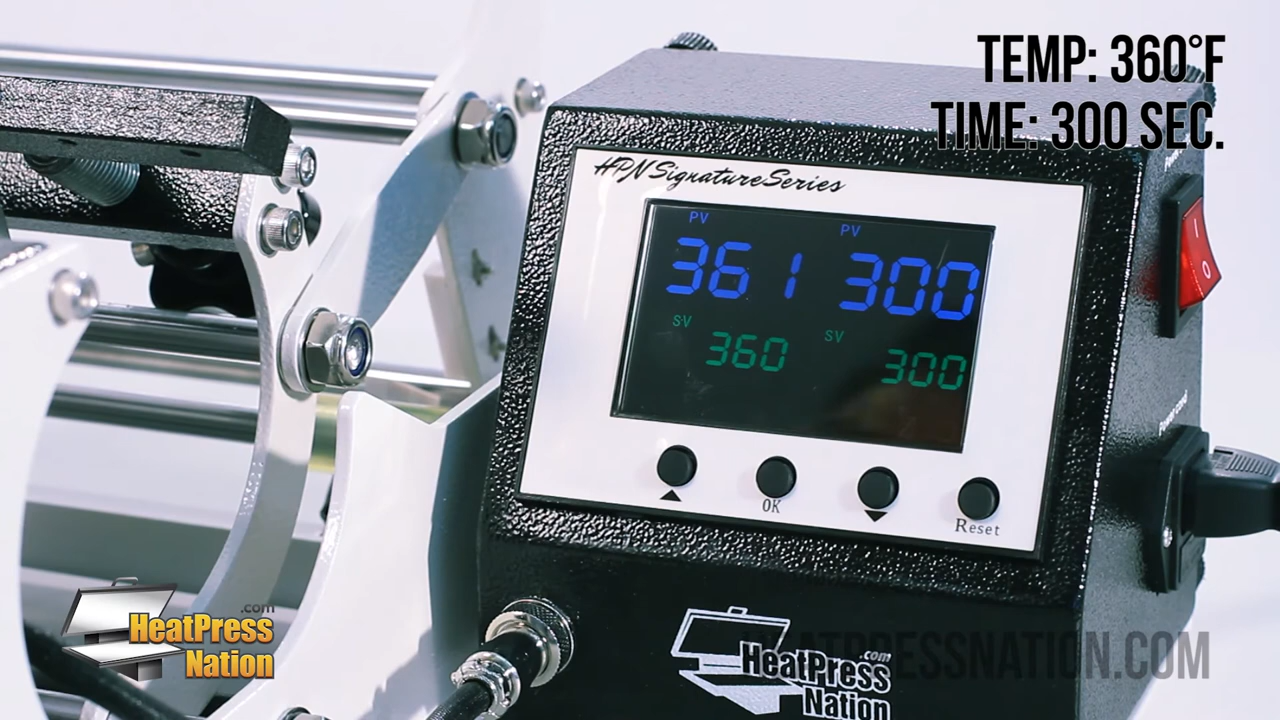 TEMP: 360°F
TIME: 300 SEC.
HPN Signature Series
PV PV
361 300
SV SV
360 300
OK
Reset
I
O
.com
HeatPress
Nation
.com
HeatPress
Nation
HEATPRESSNATION.COM